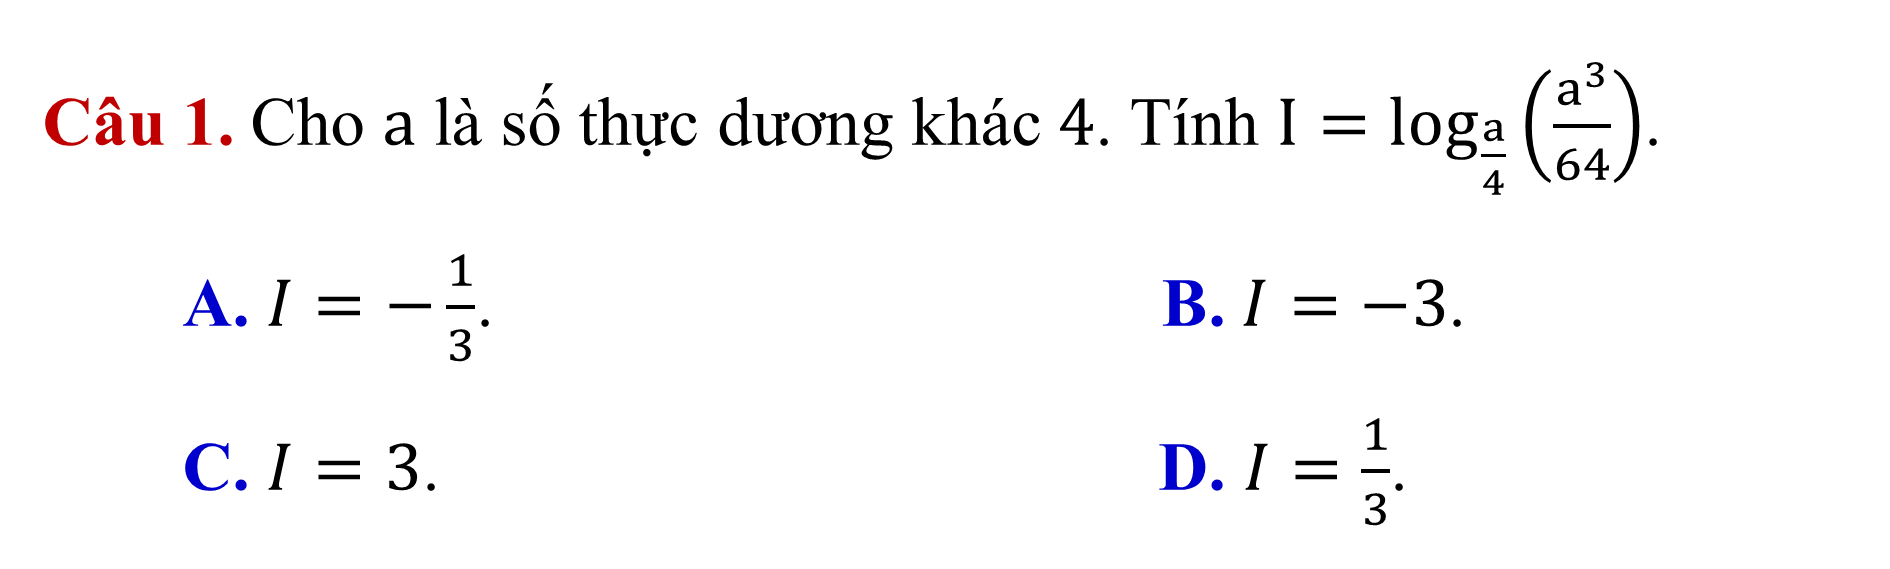 Câu 1. Cho a là số thực dương khác 4. Tính I = log_{a/4} (a³/64).
A. I = −1/3.
B. I = −3.
C. I = 3.
D. I = 1/3.